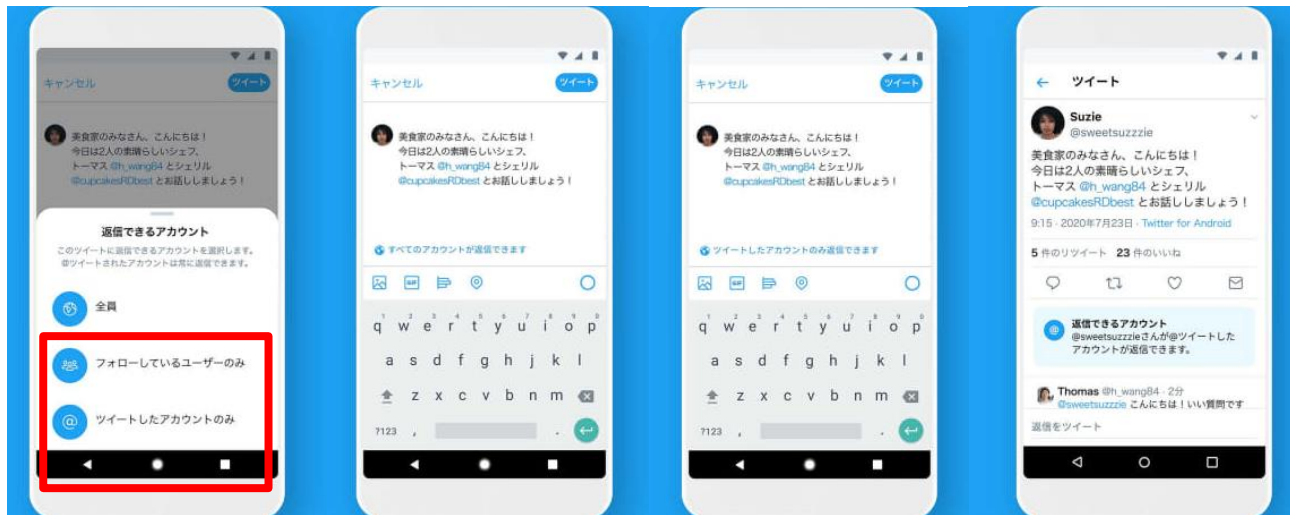 キャンセル
ツイート
美食家のみなさん、こんにちは！
今日は2人の素晴らしいシェフ、
トーマス @h_wang84 とシェリル
@cupcakesRDbest とお話ししましょう！
返信できるアカウント
このツイートに返信できるアカウントを選択します。
@ツイートされたアカウントは常に返信できます。
全員
フォローしているユーザーのみ
@
ツイートしたアカウントのみ
キャンセル
ツイート
美食家のみなさん、こんにちは！
今日は2人の素晴らしいシェフ、
トーマス @h_wang84 とシェリル
@cupcakesRDbest とお話ししましょう！
すべてのアカウントが返信できます
GIF
1 2 3 4 5 6 7 8 9 0
q w e r t y u i o p
a s d f g h j k l
z x c v b n m
?123 , .
キャンセル
ツイート
美食家のみなさん、こんにちは！
今日は2人の素晴らしいシェフ、
トーマス @h_wang84 とシェリル
@cupcakesRDbest とお話ししましょう！
ツイートしたアカウントのみ返信できます
GIF
1 2 3 4 5 6 7 8 9 0
q w e r t y u i o p
a s d f g h j k l
z x c v b n m
?123 , .
ツイート
Suzie
@sweetsuzzzie
美食家のみなさん、こんにちは！
今日は2人の素晴らしいシェフ、
トーマス @h_wang84 とシェリル
@cupcakesRDbest とお話ししましょう！
9:15 · 2020年7月23日 · Twitter for Android
5 件のリツイート 23 件のいいね
@
返信できるアカウント
@sweetsuzzzieさんが@ツイートした
アカウントが返信できます。
Thomas @h_wang84 · 2分
@sweetsuzzzie こんにちは！いい質問です
返信をツイート